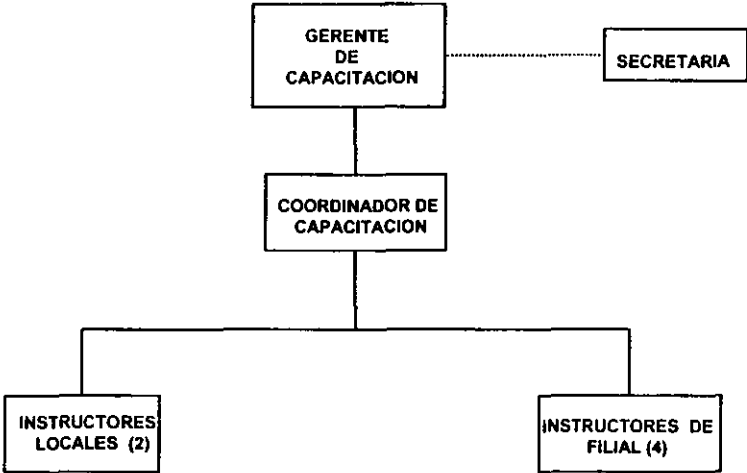 GERENTE
DE
CAPACITACION
SECRETARIA
COORDINADOR DE
CAPACITACION
INSTRUCTORES
LOCALES (2)
INSTRUCTORES DE
FILIAL (4)